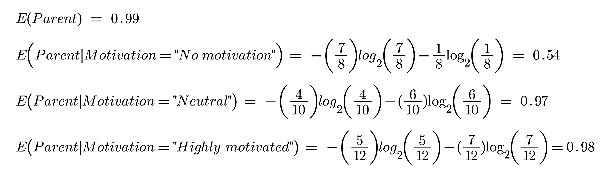 E(Parent) = 0.99
E(Parent|Motivation="No motivation") = −(7/8)log₂(7/8)−1/8log₂(1/8) = 0.54
E(Parent|Motivation="Neutral") = −(4/10)log₂(4/10)−(6/10)log₂(6/10) = 0.97
E(Parent|Motivation="Highly motivated") = −(5/12)log₂(5/12)−(7/12)log₂(7/12)=0.98